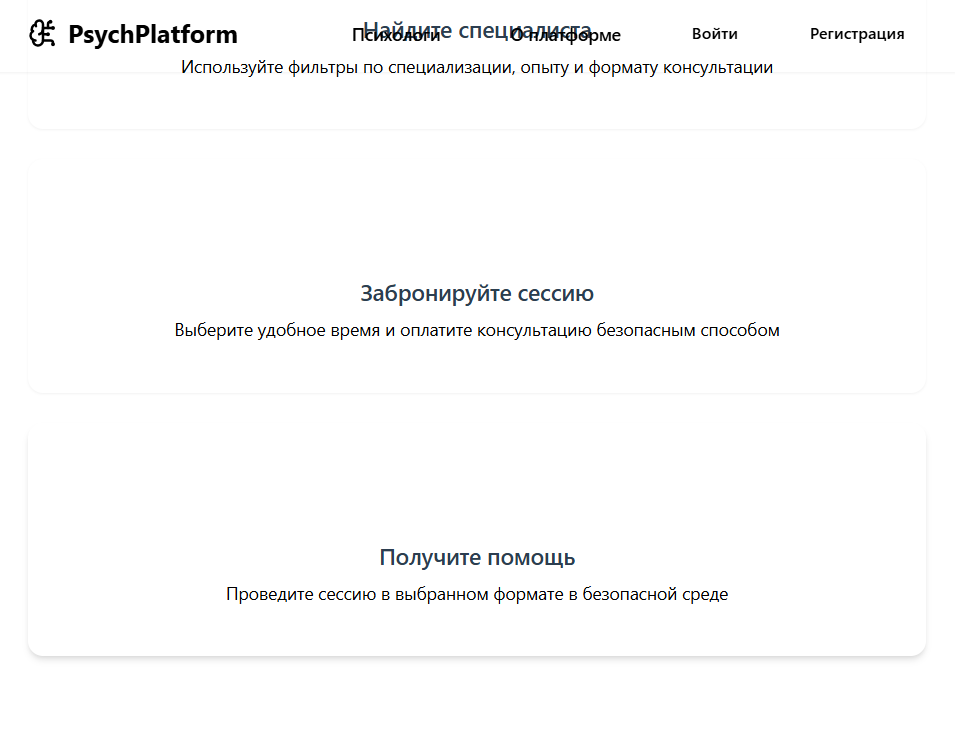 PsychPlatform
Психологи
О платформе
Войти
Регистрация
Найдите специалиста
Используйте фильтры по специализации, опыту и формату консультации
Забронируйте сессию
Выберите удобное время и оплатите консультацию безопасным способом
Получите помощь
Проведите сессию в выбранном формате в безопасной среде